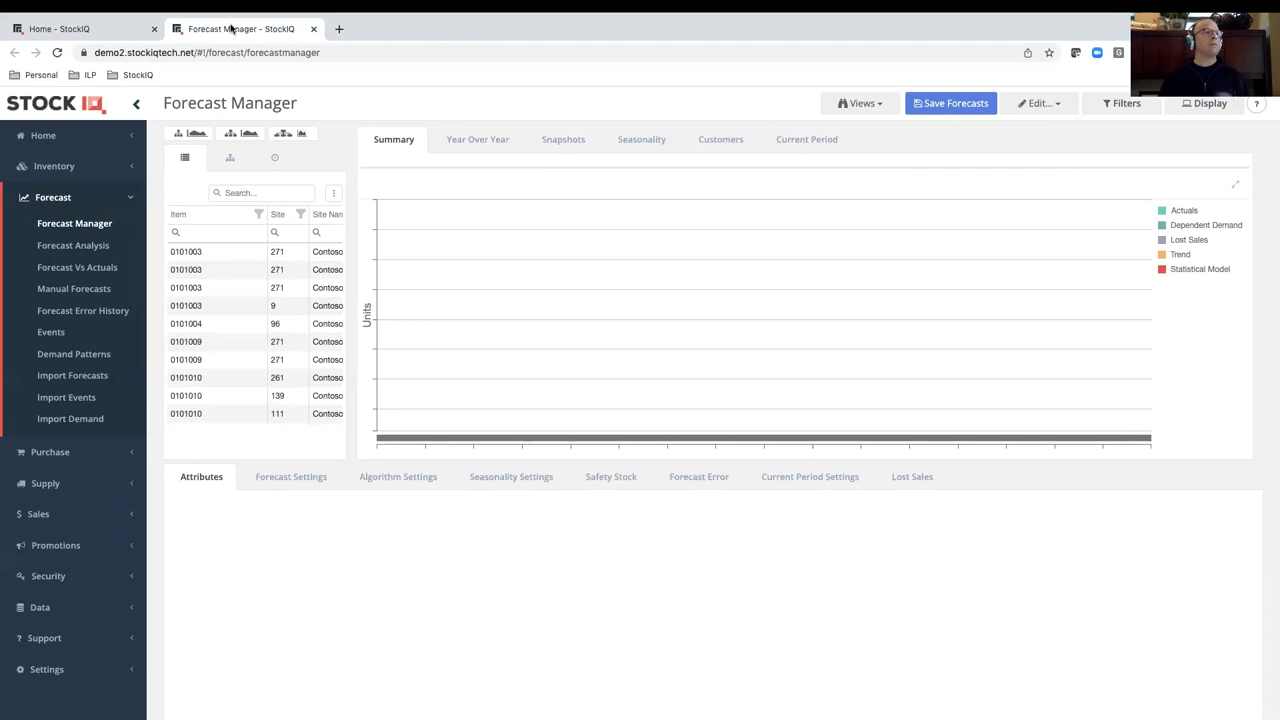 Home - StockIQ
Forecast Manager - StockIQ
demo2.stockiqtech.net/#!/forecast/forecastmanager
Personal
ILP
StockIQ
STOCK IQ
Forecast Manager
Views
Save Forecasts
Edit...
Filters
Display
?
Home
Inventory
Forecast
Forecast Manager
Forecast Analysis
Forecast Vs Actuals
Manual Forecasts
Forecast Error History
Events
Demand Patterns
Import Forecasts
Import Events
Import Demand
Purchase
Supply
Sales
Promotions
Security
Data
Support
Settings
Search...
Item Site Site Nan
0101003 271 Contoso
0101003 271 Contoso
0101003 271 Contoso
0101003 9 Contoso
0101004 96 Contoso
0101009 271 Contoso
0101009 271 Contoso
0101010 261 Contoso
0101010 139 Contoso
0101010 111 Contoso
Summary Year Over Year Snapshots Seasonality Customers Current Period
Units
Actuals
Dependent Demand
Lost Sales
Trend
Statistical Model
Attributes Forecast Settings Algorithm Settings Seasonality Settings Safety Stock Forecast Error Current Period Settings Lost Sales